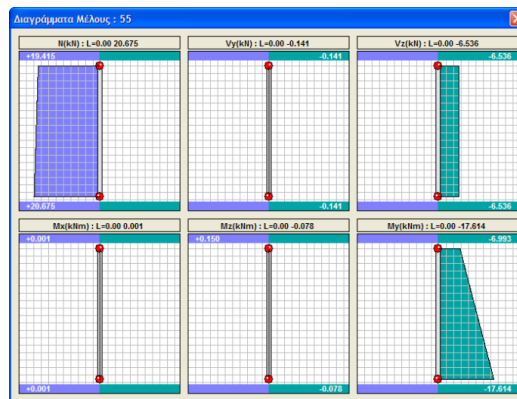 Διαγράμματα Μέλους : 55
N(kN) : L=0.00 20.675
Vy(kN) : L=0.00 -0.141
Vz(kN) : L=0.00 -6.536
+19.415
-0.141
-6.536
+20.675
-0.141
-6.536
Mx(kNm) : L=0.00 0.001
Mz(kNm) : L=0.00 -0.078
My(kNm) : L=0.00 -17.614
+0.001
+0.150
-6.993
+0.001
-0.078
-17.614